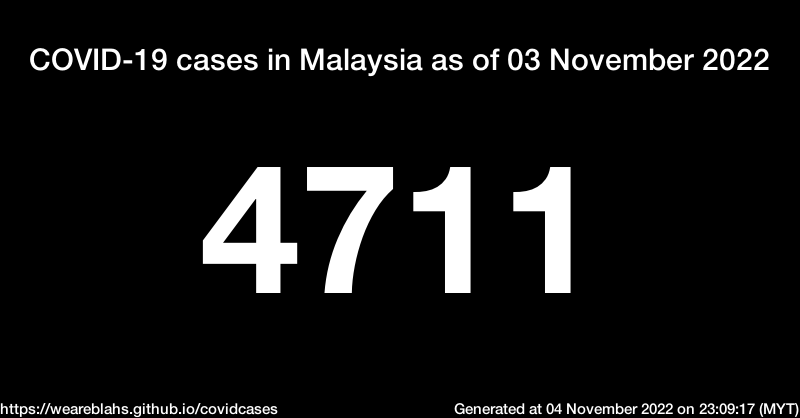 COVID-19 cases in Malaysia as of 03 November 2022
4711
https://weareblahs.github.io/covidcases
Generated at 04 November 2022 on 23:09:17 (MYT)